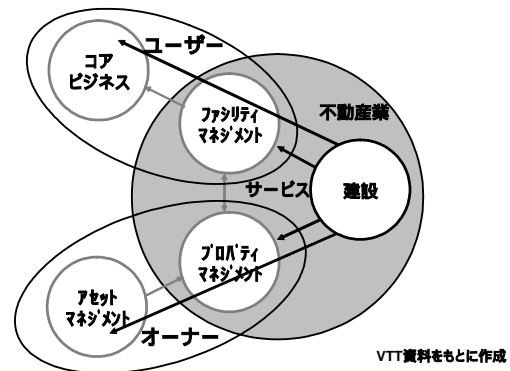 ユーザー
コア
ビジネス
ﾌｧｼﾘﾃｨ
ﾏﾈｼﾞﾒﾝﾄ
不動産業
サービス
建設
ﾌﾟﾛﾊﾟﾃｨ
ﾏﾈｼﾞﾒﾝﾄ
ｱｾｯﾄ
ﾏﾈｼﾞﾒﾝﾄ
オーナー
VTT資料をもとに作成